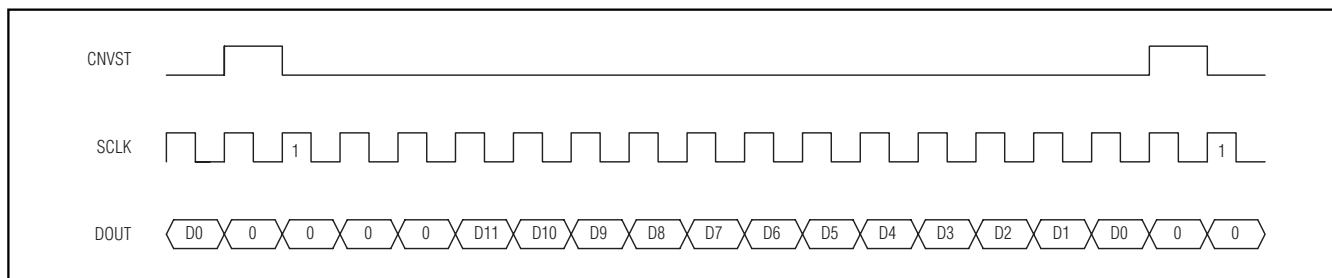 CNVST
SCLK 1 1
DOUT D0 0 0 0 0 D11 D10 D9 D8 D7 D6 D5 D4 D3 D2 D1 D0 0 0